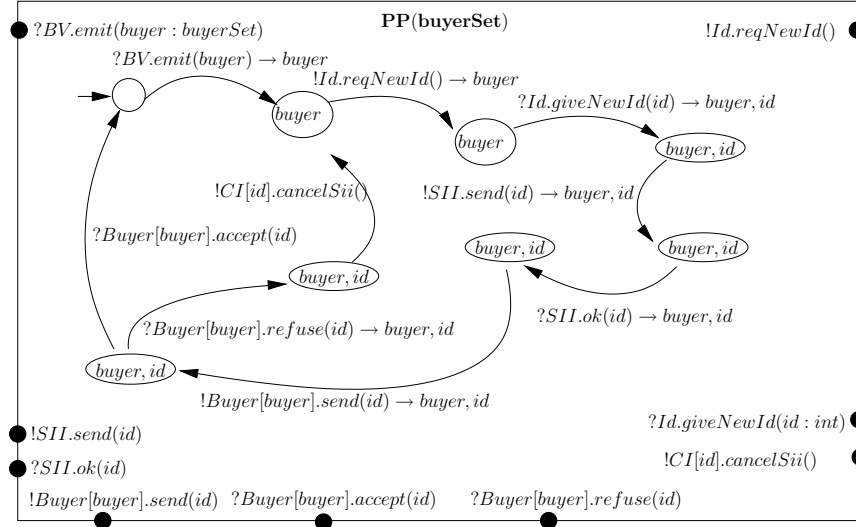 PP(buyerSet)
?BV.emit(buyer : buyerSet)
!Id.reqNewId()
?BV.emit(buyer) → buyer
!Id.reqNewId() → buyer
?Id.giveNewId(id) → buyer, id
buyer
buyer
buyer, id
!CI[id].cancelSii()
!SII.send(id) → buyer, id
?Buyer[buyer].accept(id)
buyer, id
buyer, id
buyer, id
?SII.ok(id) → buyer, id
?Buyer[buyer].refuse(id) → buyer, id
buyer, id
!Buyer[buyer].send(id) → buyer, id
?Id.giveNewId(id : int)
!SII.send(id)
!CI[id].cancelSii()
?SII.ok(id)
!Buyer[buyer].send(id)
?Buyer[buyer].accept(id)
?Buyer[buyer].refuse(id)